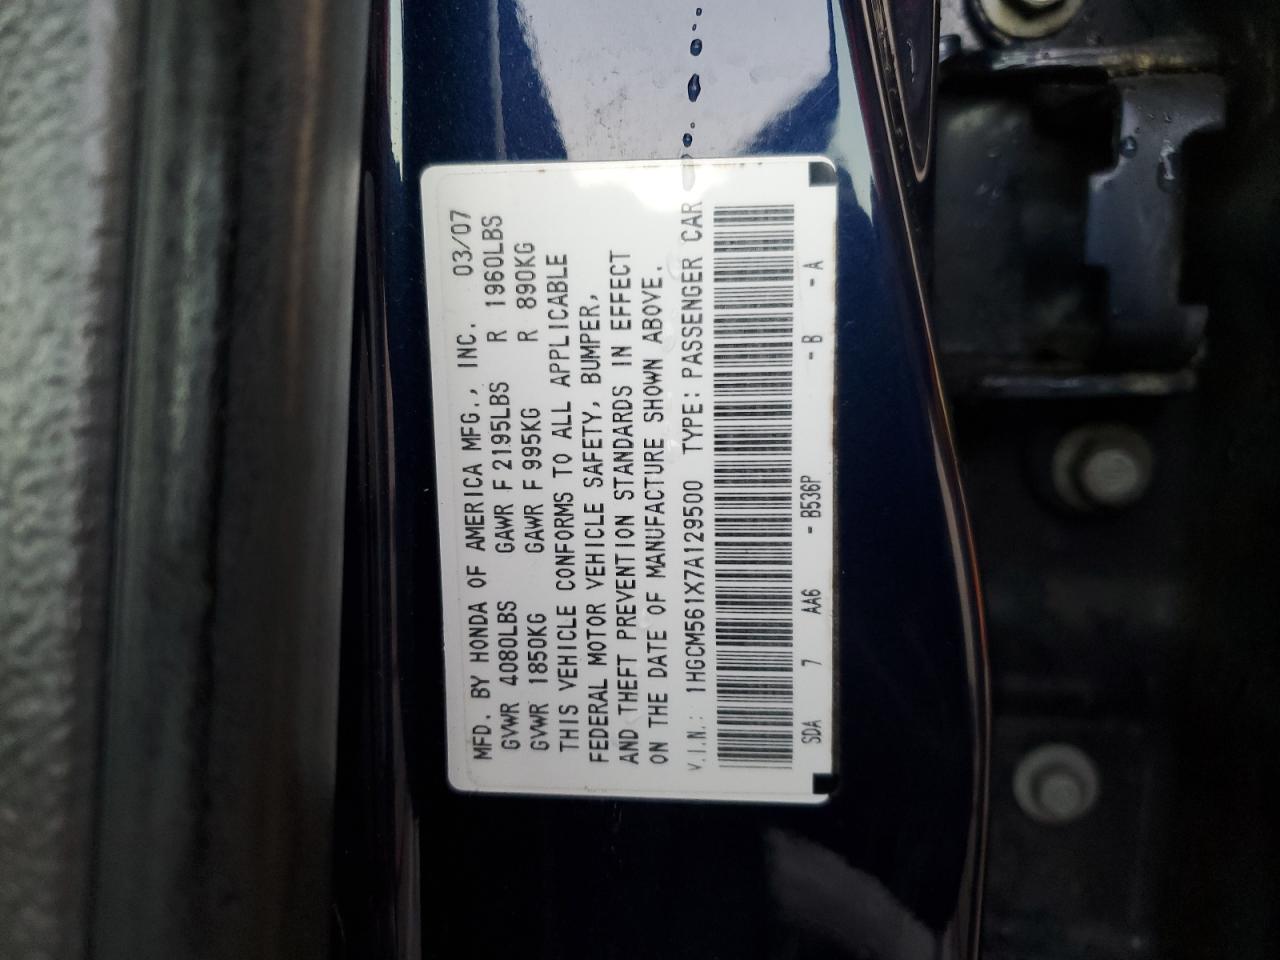 MFD. BY HONDA OF AMERICA MFG., INC. 03/07
GVWR 4080LBS GAWR F 2195LBS R 1960LBS
GVWR 1850KG GAWR F 995KG R 890KG
THIS VEHICLE CONFORMS TO ALL APPLICABLE
FEDERAL MOTOR VEHICLE SAFETY, BUMPER,
AND THEFT PREVENTION STANDARDS IN EFFECT
ON THE DATE OF MANUFACTURE SHOWN ABOVE.
V.I.N.: 1HGCM561X7A129500 TYPE: PASSENGER CAR
SDA 7 AA6 - B536P - B - A